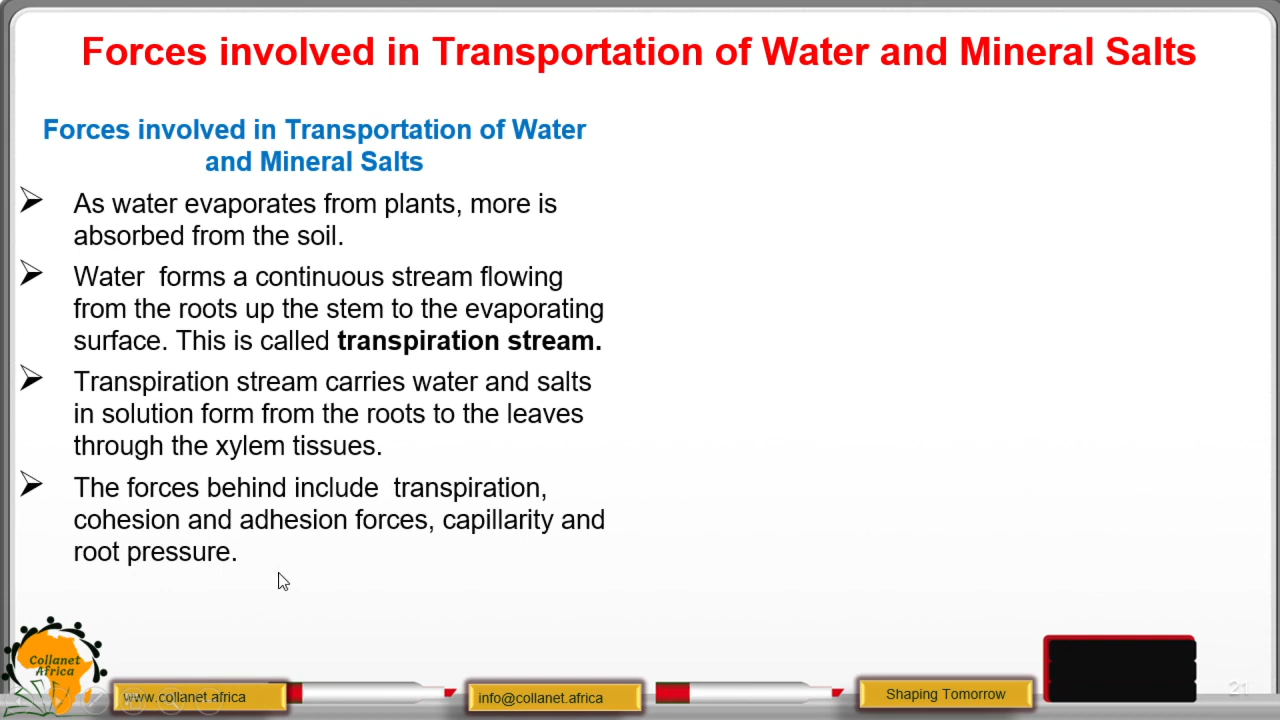 Forces involved in Transportation of Water and Mineral Salts
Forces involved in Transportation of Water
and Mineral Salts
As water evaporates from plants, more is
absorbed from the soil.
Water forms a continuous stream flowing
from the roots up the stem to the evaporating
surface. This is called transpiration stream.
Transpiration stream carries water and salts
in solution form from the roots to the leaves
through the xylem tissues.
The forces behind include transpiration,
cohesion and adhesion forces, capillarity and
root pressure.
Collanet
Africa
www.collanet.africa
info@collanet.africa
Shaping Tomorrow
21